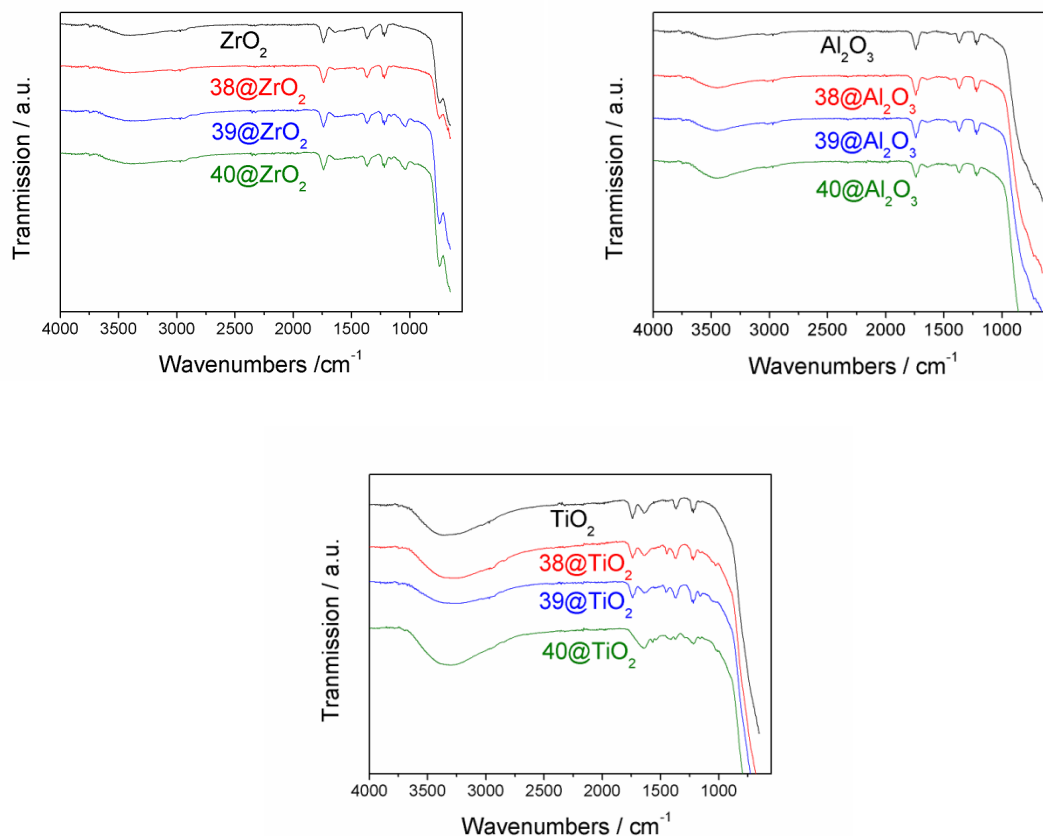 Tranmission / a.u.
ZrO2
38@ZrO2
39@ZrO2
40@ZrO2
4000 3500 3000 2500 2000 1500 1000
Wavenumbers /cm-1
Tranmission / a.u.
Al2O3
38@Al2O3
39@Al2O3
40@Al2O3
4000 3500 3000 2500 2000 1500 1000
Wavenumbers / cm-1
Tranmission / a.u.
TiO2
38@TiO2
39@TiO2
40@TiO2
4000 3500 3000 2500 2000 1500 1000
Wavenumbers / cm-1